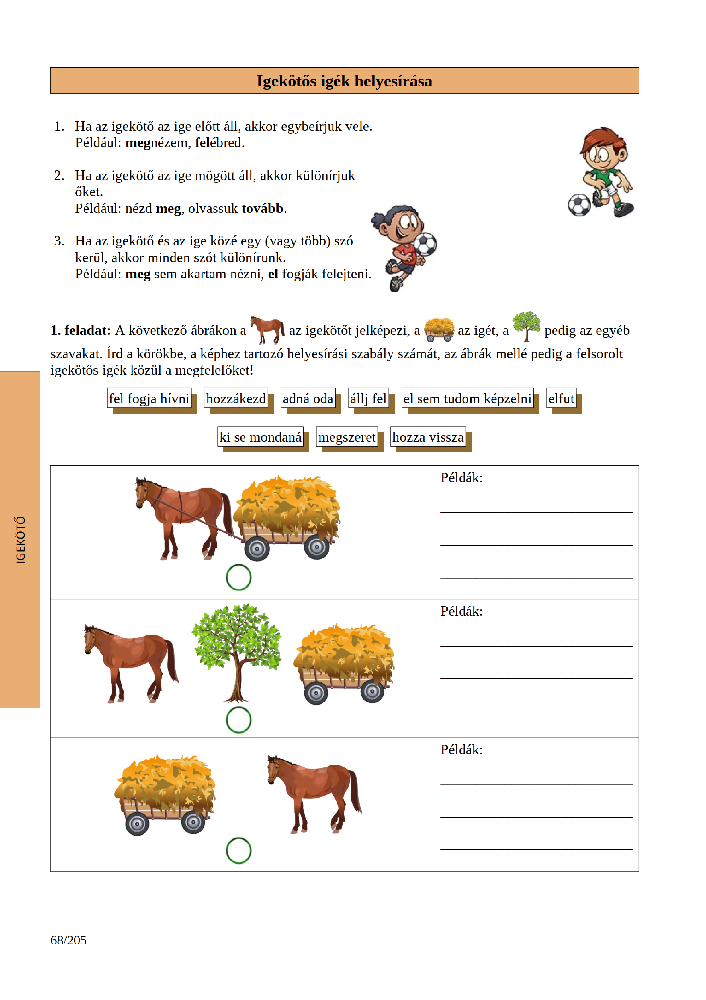 Igekötős igék helyesírása
1. Ha az igekötő az ige előtt áll, akkor egybeírjuk vele.
Például: megnézem, felébred.
2. Ha az igekötő az ige mögött áll, akkor különírjuk
őket.
Például: nézd meg, olvassuk tovább.
3. Ha az igekötő és az ige közé egy (vagy több) szó
kerül, akkor minden szót különírunk.
Például: meg sem akartam nézni, el fogják felejteni.
1. feladat: A következő ábrákon a az igekötőt jelképezi, a az igét, a pedig az egyéb
szavakat. Írd a körökbe, a képhez tartozó helyesírási szabály számát, az ábrák mellé pedig a felsorolt
igekötős igék közül a megfelelőket!
fel fogja hívni hozzákezd adná oda állj fel el sem tudom képzelni elfut
ki se mondaná megszeret hozza vissza
IGEKÖTŐ
Példák:
Példák:
Példák:
68/205